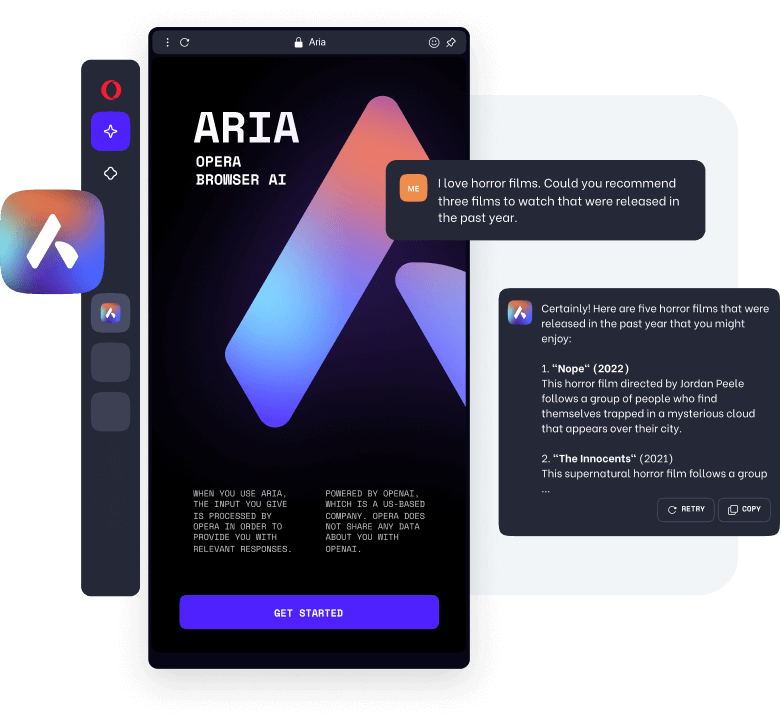 Aria
ARIA
OPERA
BROWSER AI
ME
I love horror films. Could you recommend
three films to watch that were released in
the past year.
Certainly! Here are five horror films that were
released in the past year that you might
enjoy:
1. “Nope“ (2022)
This horror film directed by Jordan Peele
follows a group of people who find
themselves trapped in a mysterious cloud
that appears over their city.
2. “The Innocents“ (2021)
This supernatural horror film follows a group
...
RETRY
COPY
WHEN YOU USE ARIA,
THE INPUT YOU GIVE
IS PROCESSED BY
OPERA IN ORDER TO
PROVIDE YOU WITH
RELEVANT RESPONSES.
POWERED BY OPENAI,
WHICH IS A US-BASED
COMPANY. OPERA DOES
NOT SHARE ANY DATA
ABOUT YOU WITH
OPENAI.
GET STARTED